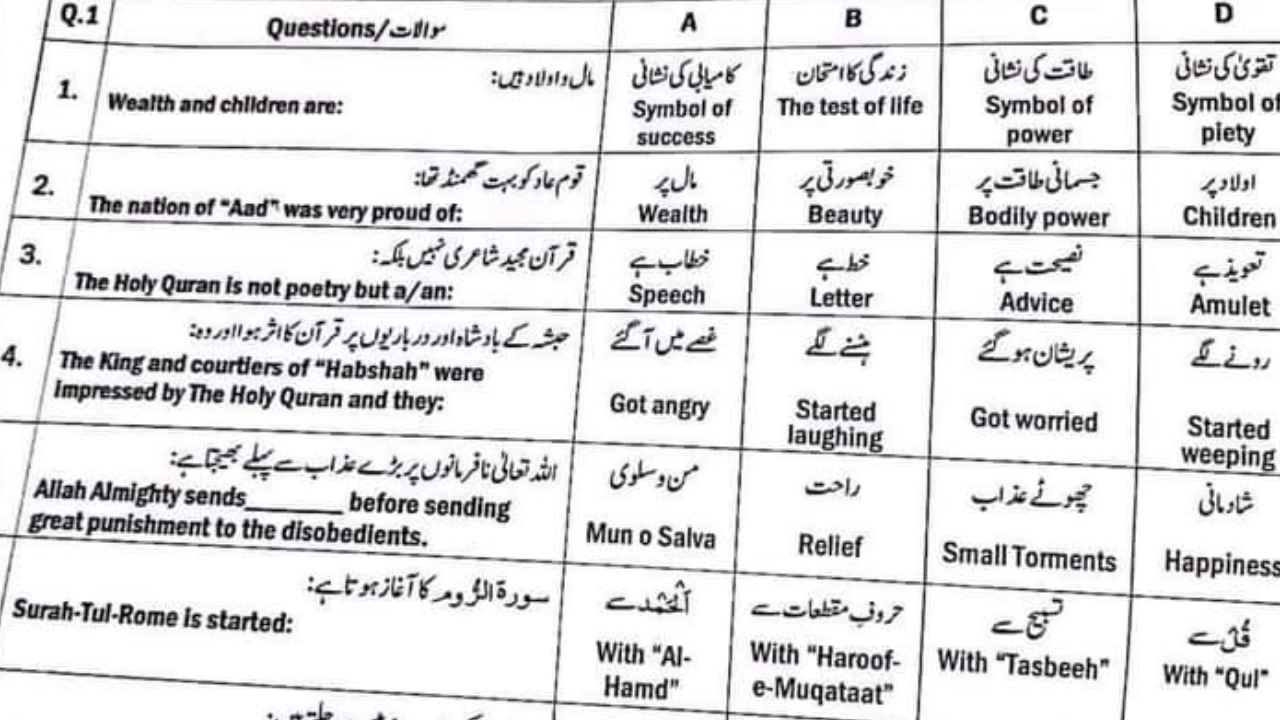 Q.1 Questions/سوالات A B C D
1. مال و اولاد ہیں:
Wealth and children are:
کامیابی کی نشانی
Symbol of
success
زندگی کا امتحان
The test of life
طاقت کی نشانی
Symbol of
power
تقویٰ کی نشانی
Symbol of
piety
2. قوم عاد کو بہت گھمنڈ تھا:
The nation of “Aad” was very proud of:
مال پر
Wealth
خوبصورتی پر
Beauty
جسمانی طاقت پر
Bodily power
اولاد پر
Children
3. قرآن مجید شاعری نہیں بلکہ:
The Holy Quran is not poetry but a/an:
خطاب ہے
Speech
خط ہے
Letter
نصیحت ہے
Advice
تعویذ ہے
Amulet
4. حبشہ کے بادشاہ اور درباریوں پر قرآن کا اثر ہوا اور وہ:
The King and courtiers of “Habshah” were
impressed by The Holy Quran and they:
غصے میں آگئے
Got angry
ہنسنے لگے
Started
laughing
پریشان ہوگئے
Got worried
رونے لگے
Started
weeping
اللہ تعالیٰ نافرمانوں پر بڑے عذاب سے پہلے بھیجتا ہے:
Allah Almighty sends________ before sending
great punishment to the disobedients.
من و سلویٰ
Mun o Salva
راحت
Relief
چھوٹے عذاب
Small Torments
شادمانی
Happiness
سورۃ الرُّوم کا آغاز ہوتا ہے:
Surah-Tul-Rome is started:
اَلْحَمْد سے
With “Al-
Hamd”
حروفِ مقطعات سے
With “Haroof-
e-Muqataat”
تسبیح سے
With “Tasbeeh”
قُلْ سے
With “Qul”